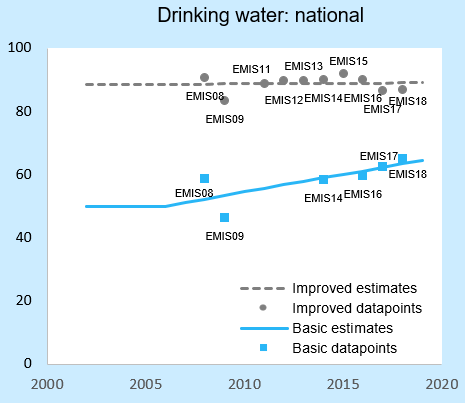 Drinking water: national
100
80
60
40
20
0
2000 2005 2010 2015 2020
EMIS08
EMIS09
EMIS11
EMIS12
EMIS13
EMIS14
EMIS15
EMIS16
EMIS17
EMIS18
EMIS08
EMIS09
EMIS14
EMIS16
EMIS17
EMIS18
Improved estimates
Improved datapoints
Basic estimates
Basic datapoints